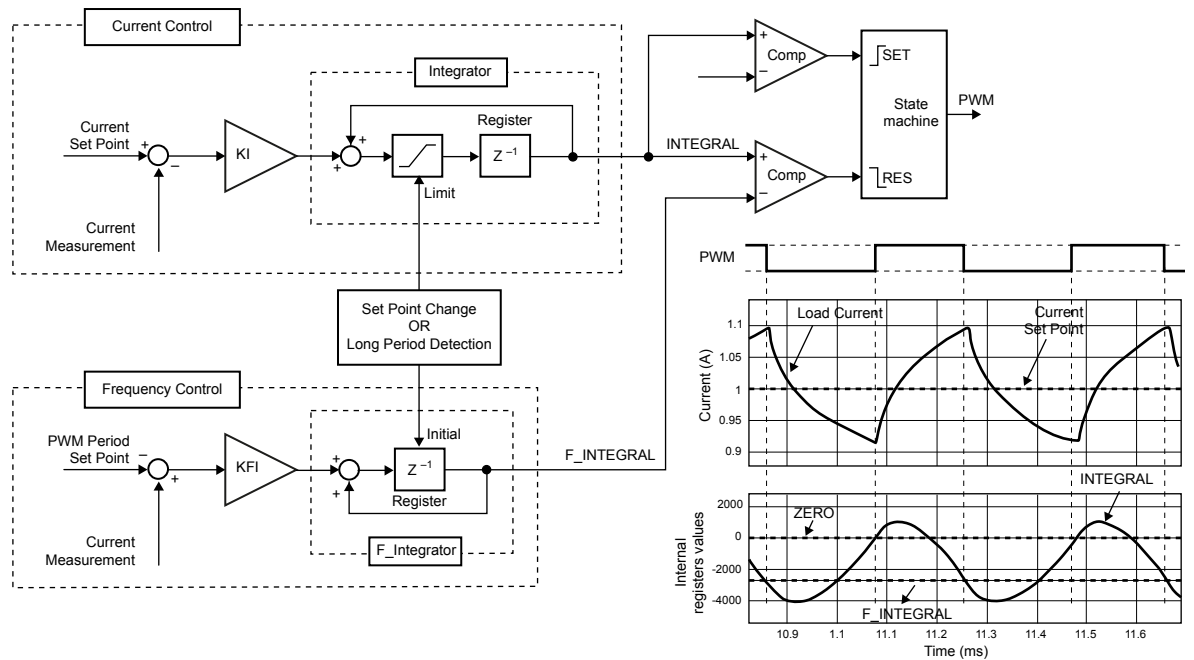 Current Control
Integrator
Current
Set Point
+
−
KI
+
+
Register
Z⁻¹
Limit
Current
Measurement
INTEGRAL
+
−
Comp
+
−
Comp
SET
State
machine
RES
PWM
Set Point Change
OR
Long Period Detection
Frequency Control
PWM Period
Set Point
−
+
KFI
+
+
Initial
Z⁻¹
Register
F_Integrator
F_INTEGRAL
Current
Measurement
PWM
Load Current
Current
Set Point
Current (A)
1.1
1.05
1
0.95
0.9
INTEGRAL
ZERO
F_INTEGRAL
Internal
registers values
2000
0
-2000
-4000
10.9
1.1
11.1
11.2
11.3
11.4
11.5
11.6
Time (ms)